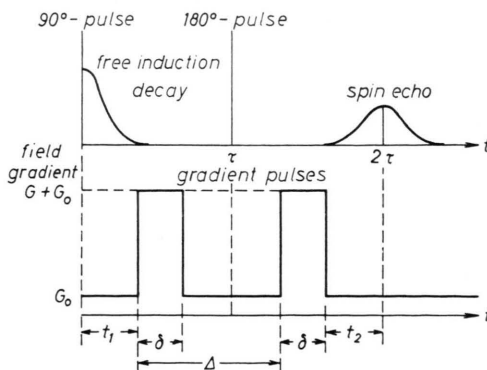 90°-pulse
180°-pulse
free induction
decay
spin echo
t
τ
2τ
field
gradient
gradient pulses
G + G₀
G₀
t
t₁
δ
δ
t₂
Δ